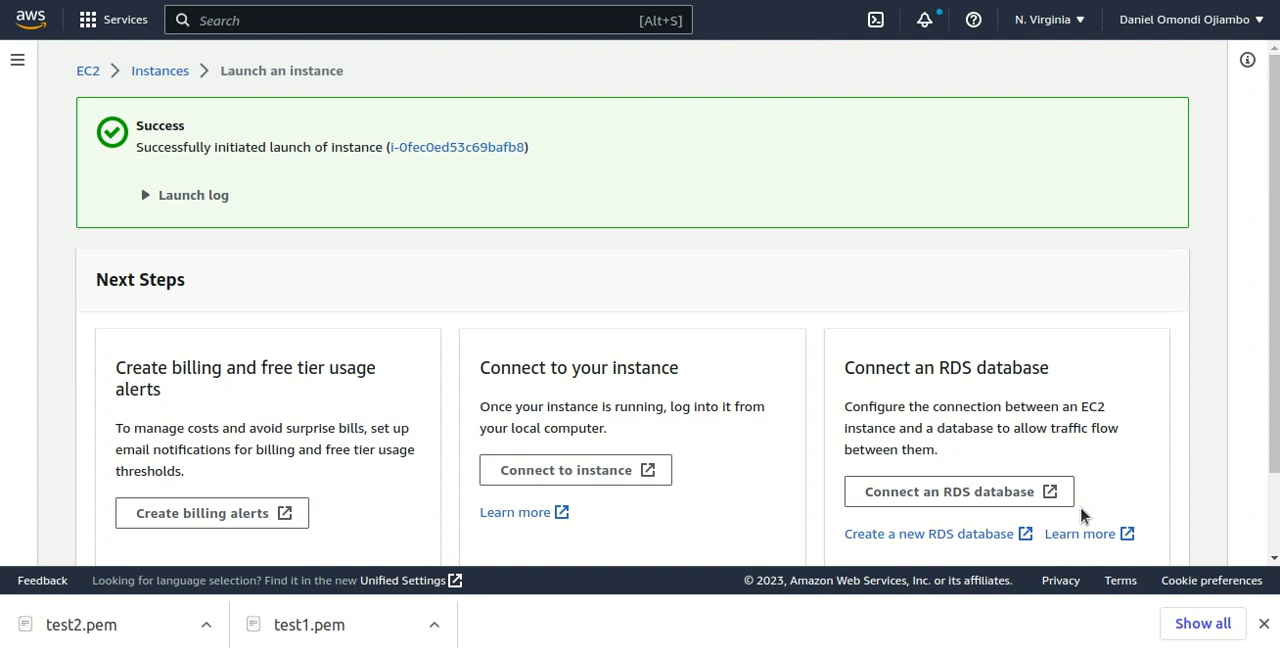 aws
Services
Search
[Alt+S]
N. Virginia
Daniel Omondi Ojiambo
EC2
Instances
Launch an instance
Success
Successfully initiated launch of instance (i-0fec0ed53c69bafb8)
Launch log
Next Steps
Create billing and free tier usage
alerts
To manage costs and avoid surprise bills, set up
email notifications for billing and free tier usage
thresholds.
Create billing alerts
Connect to your instance
Once your instance is running, log into it from
your local computer.
Connect to instance
Learn more
Connect an RDS database
Configure the connection between an EC2
instance and a database to allow traffic flow
between them.
Connect an RDS database
Create a new RDS database
Learn more
Feedback
Looking for language selection? Find it in the new Unified Settings
© 2023, Amazon Web Services, Inc. or its affiliates.
Privacy
Terms
Cookie preferences
test2.pem
test1.pem
Show all